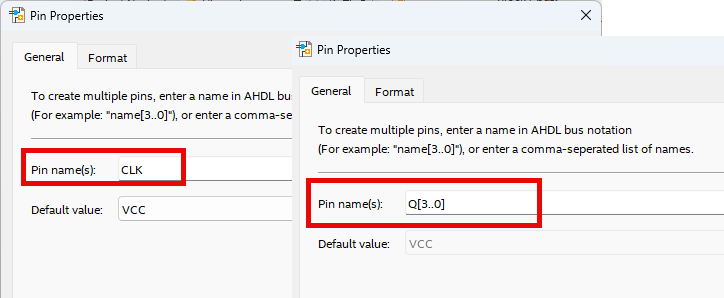 Pin Properties
General
Format
To create multiple pins, enter a name in AHDL bus
(For example: "name[3..0]"), or enter a comma-sep
Pin name(s):
CLK
Default value:
VCC
Pin Properties
General
Format
To create multiple pins, enter a name in AHDL bus notation
(For example: "name[3..0]"), or enter a comma-seperated list of names.
Pin name(s):
Q[3..0]
Default value:
VCC